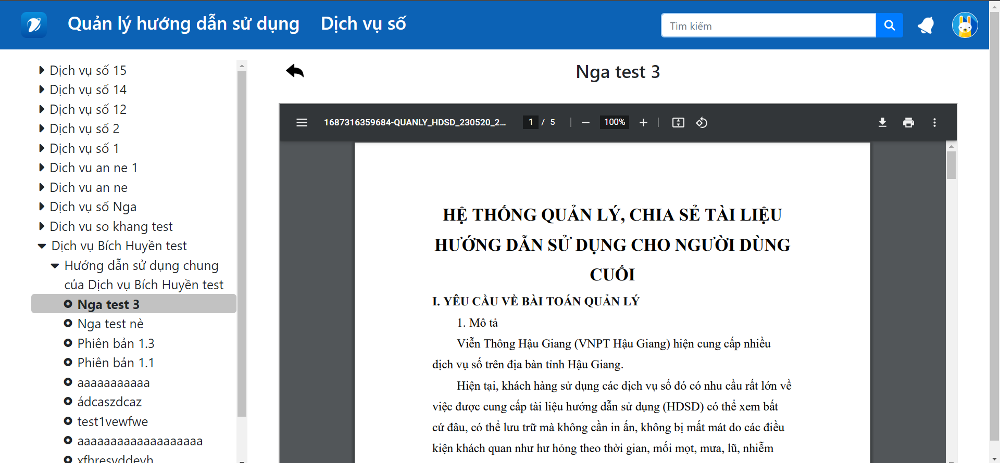 Quản lý hướng dẫn sử dụng Dịch vụ số
Tìm kiếm
Dịch vụ số 15
Dịch vụ số 14
Dịch vụ số 12
Dịch vụ số 2
Dịch vụ số 1
Dich vu an ne 1
Dich vu an ne
Dịch vụ số Nga
Dich vu so khang test
Dịch vụ Bích Huyền test
Hướng dẫn sử dụng chung
của Dịch vụ Bích Huyền test
Nga test 3
Nga test nè
Phiên bản 1.3
Phiên bản 1.1
aaaaaaaaaaa
ádcaszdcaz
test1vewfwe
aaaaaaaaaaaaaaaaaaa
Nga test 3
1687316359684-QUANLY_HDSD_230520_2... 1 / 5 100%
HỆ THỐNG QUẢN LÝ, CHIA SẺ TÀI LIỆU
HƯỚNG DẪN SỬ DỤNG CHO NGƯỜI DÙNG
CUỐI
I. YÊU CẦU VỀ BÀI TOÁN QUẢN LÝ
1. Mô tả
Viễn Thông Hậu Giang (VNPT Hậu Giang) hiện cung cấp nhiều
dịch vụ số trên địa bàn tỉnh Hậu Giang.
Hiện tại, khách hàng sử dụng các dịch vụ số đó có nhu cầu rất lớn về
việc được cung cấp tài liệu hướng dẫn sử dụng (HDSD) có thể xem bất
cứ đâu, có thể lưu trữ mà không cần in ấn, không bị mất mát do các điều
kiện khách quan như hư hỏng theo thời gian, mối mọt, mưa, lũ, nhiễm